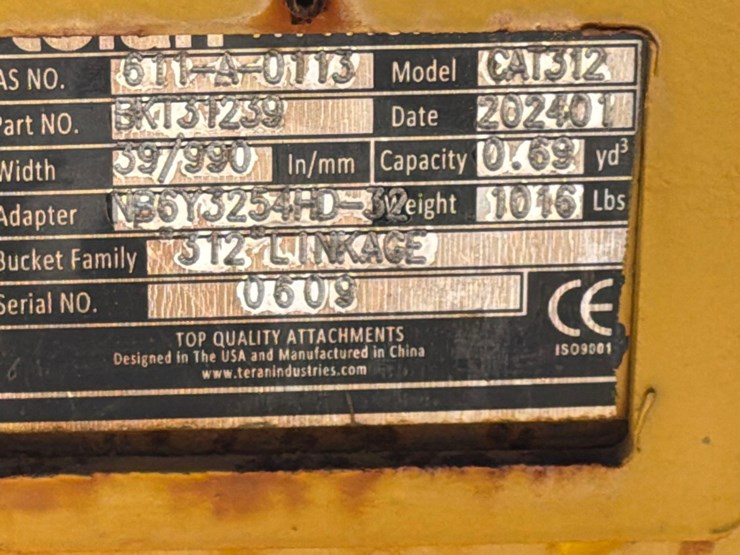 AS NO. 611-A-0113 Model CAT312
Part NO. BKT31239 Date 202401
Width 39/990 In/mm Capacity 0.69 yd³
Adapter NB6Y3254HD-32 Weight 1016 Lbs
Bucket Family "312" LINKAGE
Serial NO. 0609
CE
ISO9001
TOP QUALITY ATTACHMENTS
Designed in The USA and Manufactured in China
www.teranindustries.com